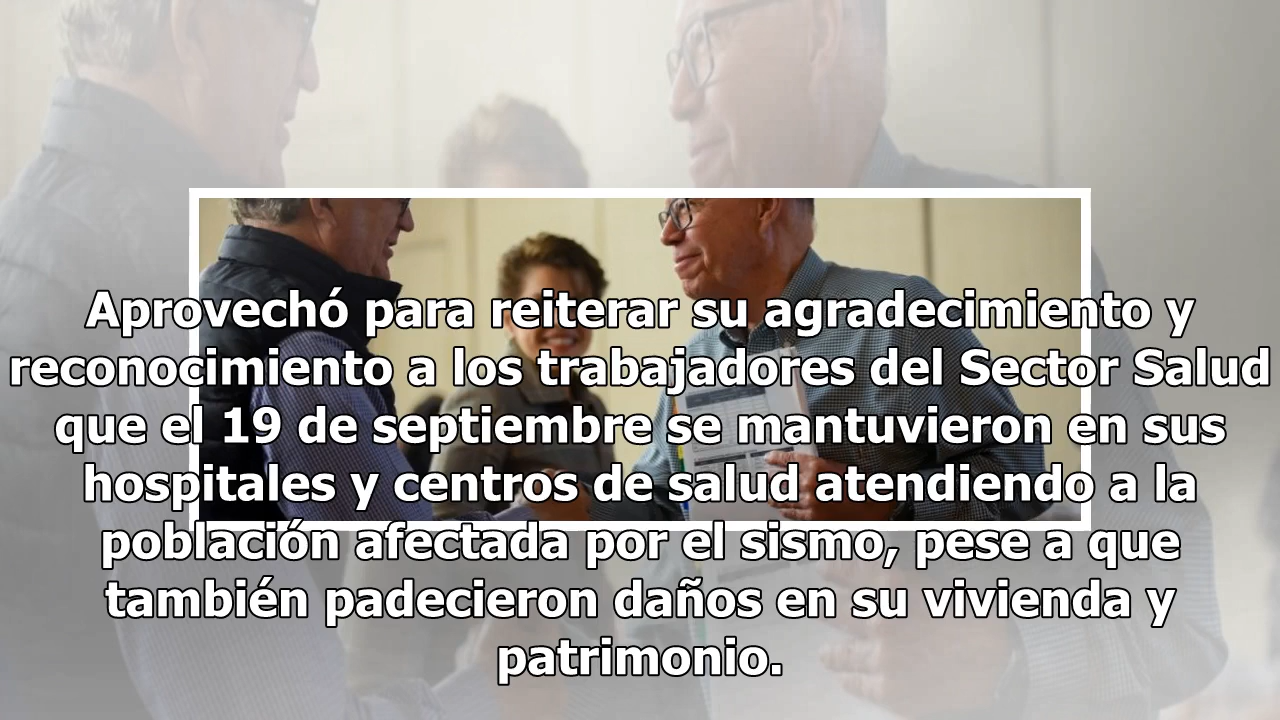 Aprovechó para reiterar su agradecimiento y
reconocimiento a los trabajadores del Sector Salud
que el 19 de septiembre se mantuvieron en sus
hospitales y centros de salud atendiendo a la
población afectada por el sismo, pese a que
también padecieron daños en su vivienda y
patrimonio.